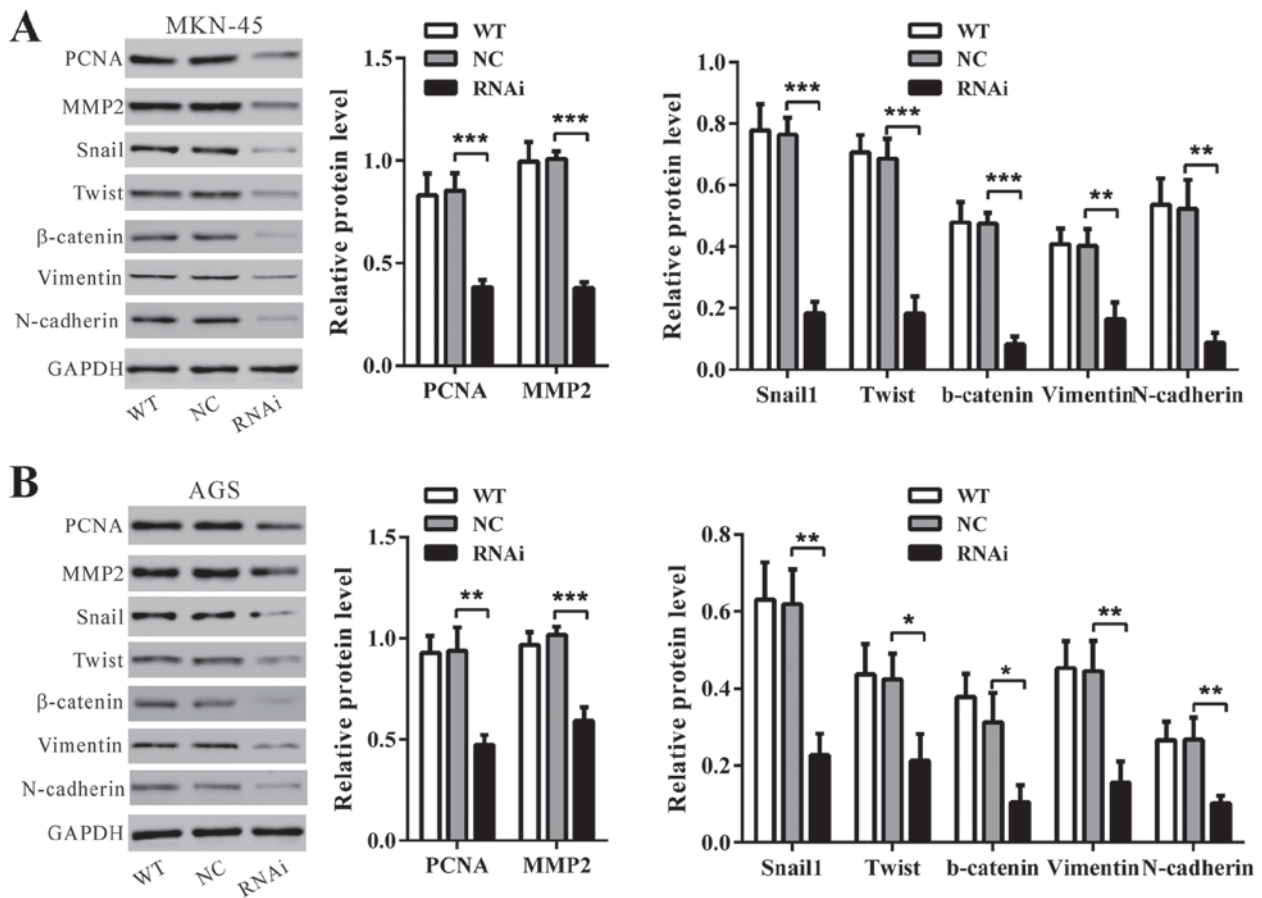 A
MKN-45
PCNA
MMP2
Snail
Twist
β-catenin
Vimentin
N-cadherin
GAPDH
WT NC RNAi
WT
NC
RNAi
Relative protein level
1.5
1.0
0.5
0.0
*** ***
PCNA MMP2
WT
NC
RNAi
Relative protein level
1.0
0.8
0.6
0.4
0.2
0.0
*** *** *** ** **
Snail1 Twist b-catenin Vimentin N-cadherin
B
AGS
PCNA
MMP2
Snail
Twist
β-catenin
Vimentin
N-cadherin
GAPDH
WT NC RNAi
WT
NC
RNAi
Relative protein level
1.5
1.0
0.5
0.0
** ***
PCNA MMP2
WT
NC
RNAi
Relative protein level
0.8
0.6
0.4
0.2
0.0
** * * ** **
Snail1 Twist b-catenin Vimentin N-cadherin